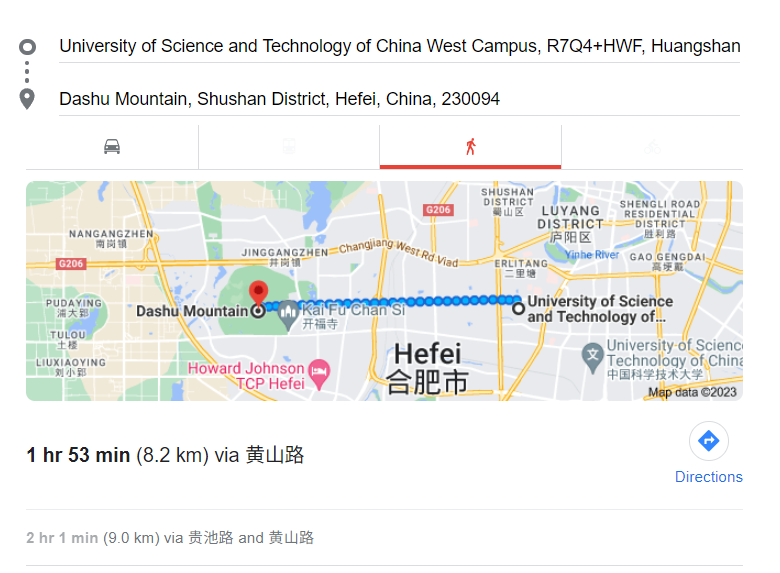 University of Science and Technology of China West Campus, R7Q4+HWF, Huangshan
Dashu Mountain, Shushan District, Hefei, China, 230094
SHUSHAN
DISTRICT
蜀山区
G206
LUYANG
DISTRICT
庐阳区
SHENGLI ROAD
RESIDENTIAL
DISTRICT
胜利路
NANGANGZHEN
南岗镇
JINGGANGZHEN
井岗镇
Changjiang West Rd Viad
G206
ERLITANG
二里塘
Yinhe River
GAO GENGDAI
高埂戴
PUDAYING
浦大郢
Dashu Mountain
Kai Fu Chan Si
开福寺
University of Science
and Technology of...
TULOU
土楼
LIUXIAOYING
刘小郢
Howard Johnson
TCP Hefei
Hefei
合肥市
University of Scienc
Technology of China
中国科学技术大学
Map data ©2023
1 hr 53 min (8.2 km) via 黄山路
Directions
2 hr 1 min (9.0 km) via 贵池路 and 黄山路